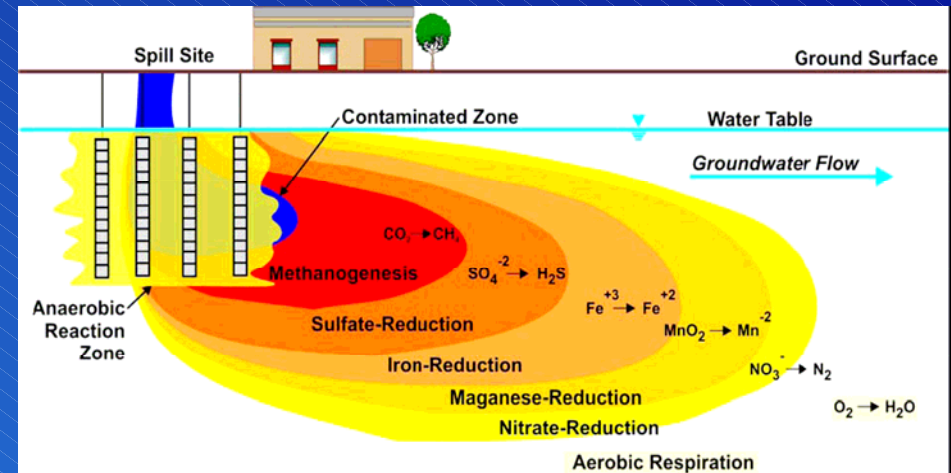 Spill Site
Ground Surface
Contaminated Zone
Water Table
Groundwater Flow
CO₂ → CH₄
Methanogenesis
SO₄⁻² → H₂S
Anaerobic
Reaction
Zone
Sulfate-Reduction
Fe⁺³ → Fe⁺²
MnO₂ → Mn⁻²
Iron-Reduction
NO₃⁻ → N₂
Maganese-Reduction
O₂ → H₂O
Nitrate-Reduction
Aerobic Respiration